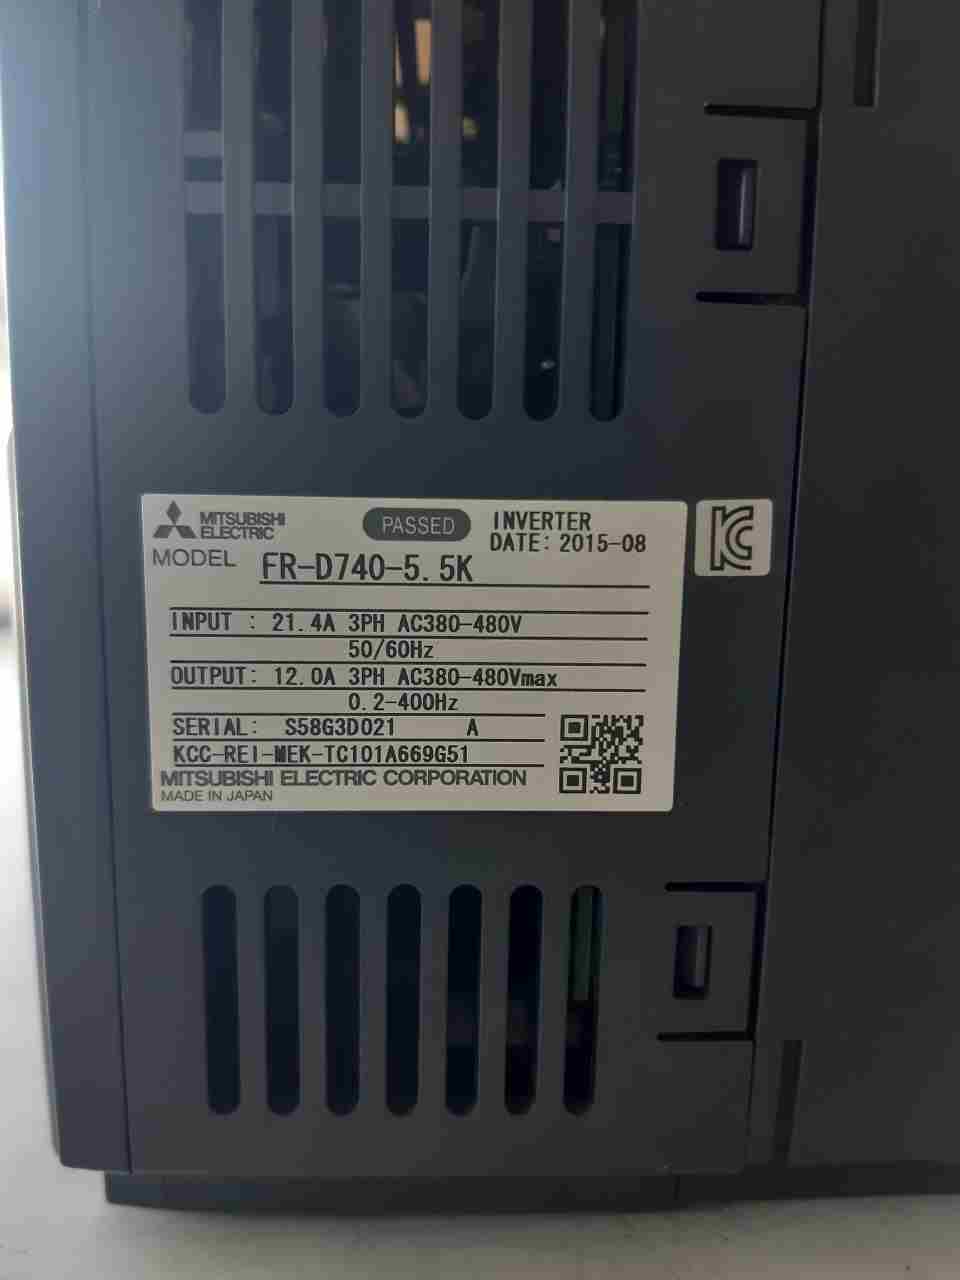 MITSUBISHI
ELECTRIC
PASSED
INVERTER
DATE: 2015-08
MODEL FR-D740-5.5K
INPUT : 21.4A 3PH AC380-480V
50/60Hz
OUTPUT: 12.0A 3PH AC380-480Vmax
0.2-400Hz
SERIAL: S58G3D021 A
KCC-REI-MEK-TC101A669G51
MITSUBISHI ELECTRIC CORPORATION
MADE IN JAPAN